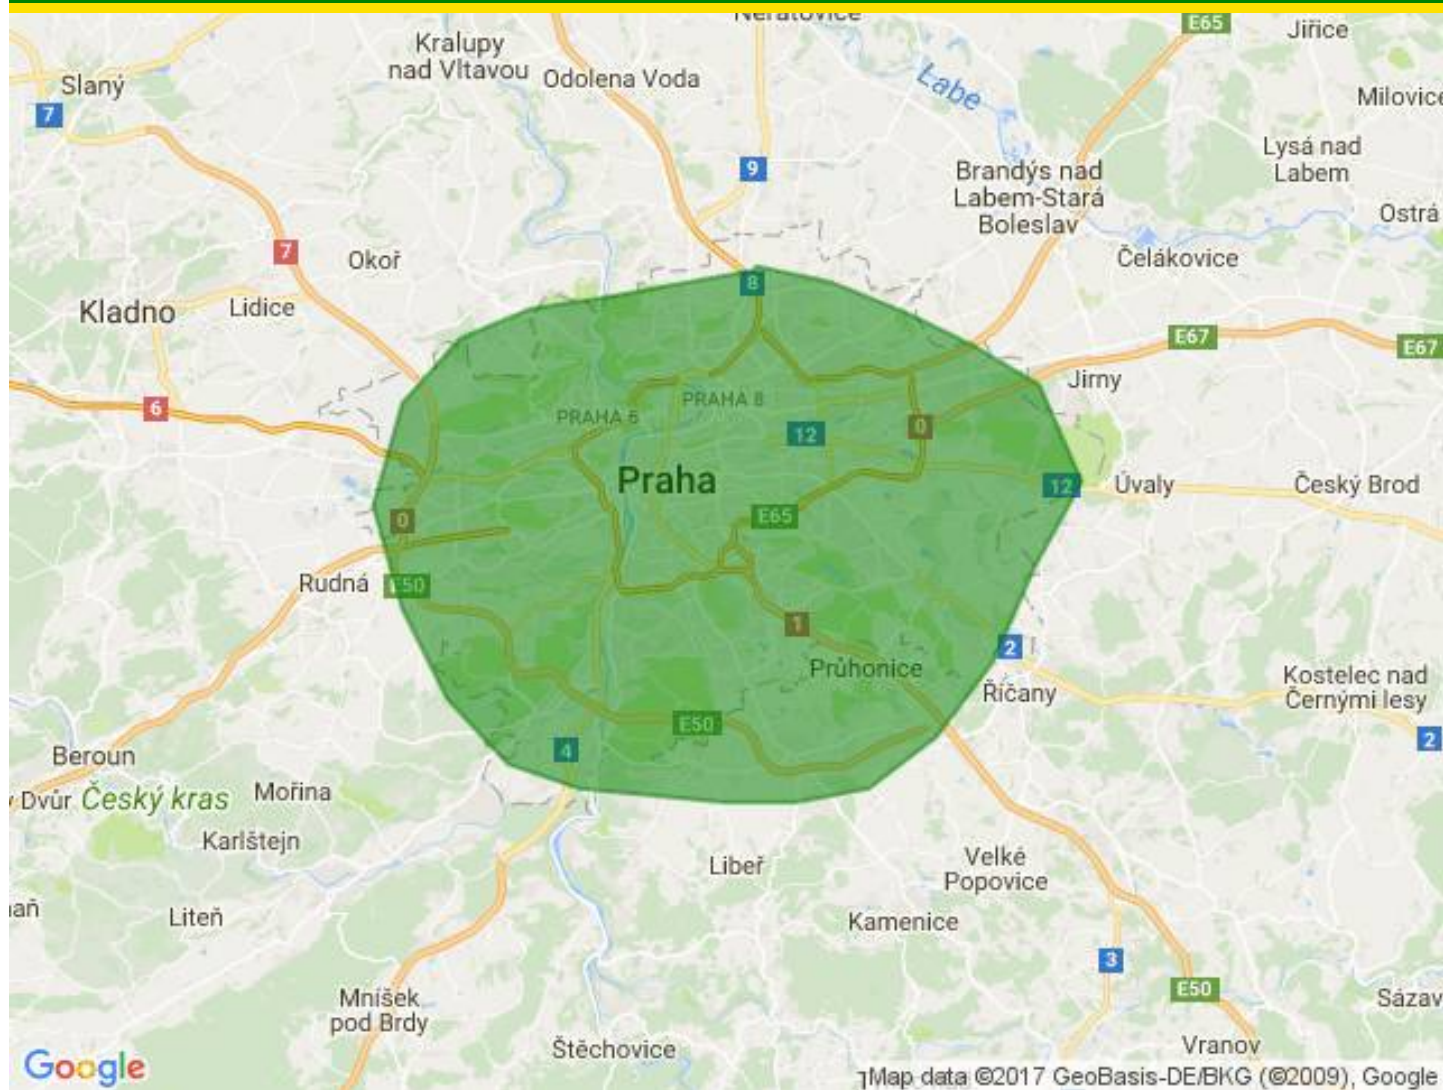 Neratovice
E65
Jiřice
Kralupy
nad Vltavou
Odolena Voda
Slaný
Labe
Milovice
7
9
Lysá nad
Labem
Brandýs nad
Labem-Stará
Boleslav
Ostrá
7
Okoř
Čelákovice
8
Kladno
Lidice
E67
E67
Jirny
6
PRAHA 6
PRAHA 8
12
0
Praha
12
Úvaly
Český Brod
0
E65
Rudná
E50
1
2
Průhonice
Říčany
Kostelec nad
Černými lesy
E50
2
4
Beroun
Dvůr
Český kras
Mořina
Karlštejn
Libeř
Velké
Popovice
Liteň
Kamenice
3
E50
Mníšek
pod Brdy
Sázav
Štěchovice
Vranov
Google
Map data ©2017 GeoBasis-DE/BKG (©2009), Google